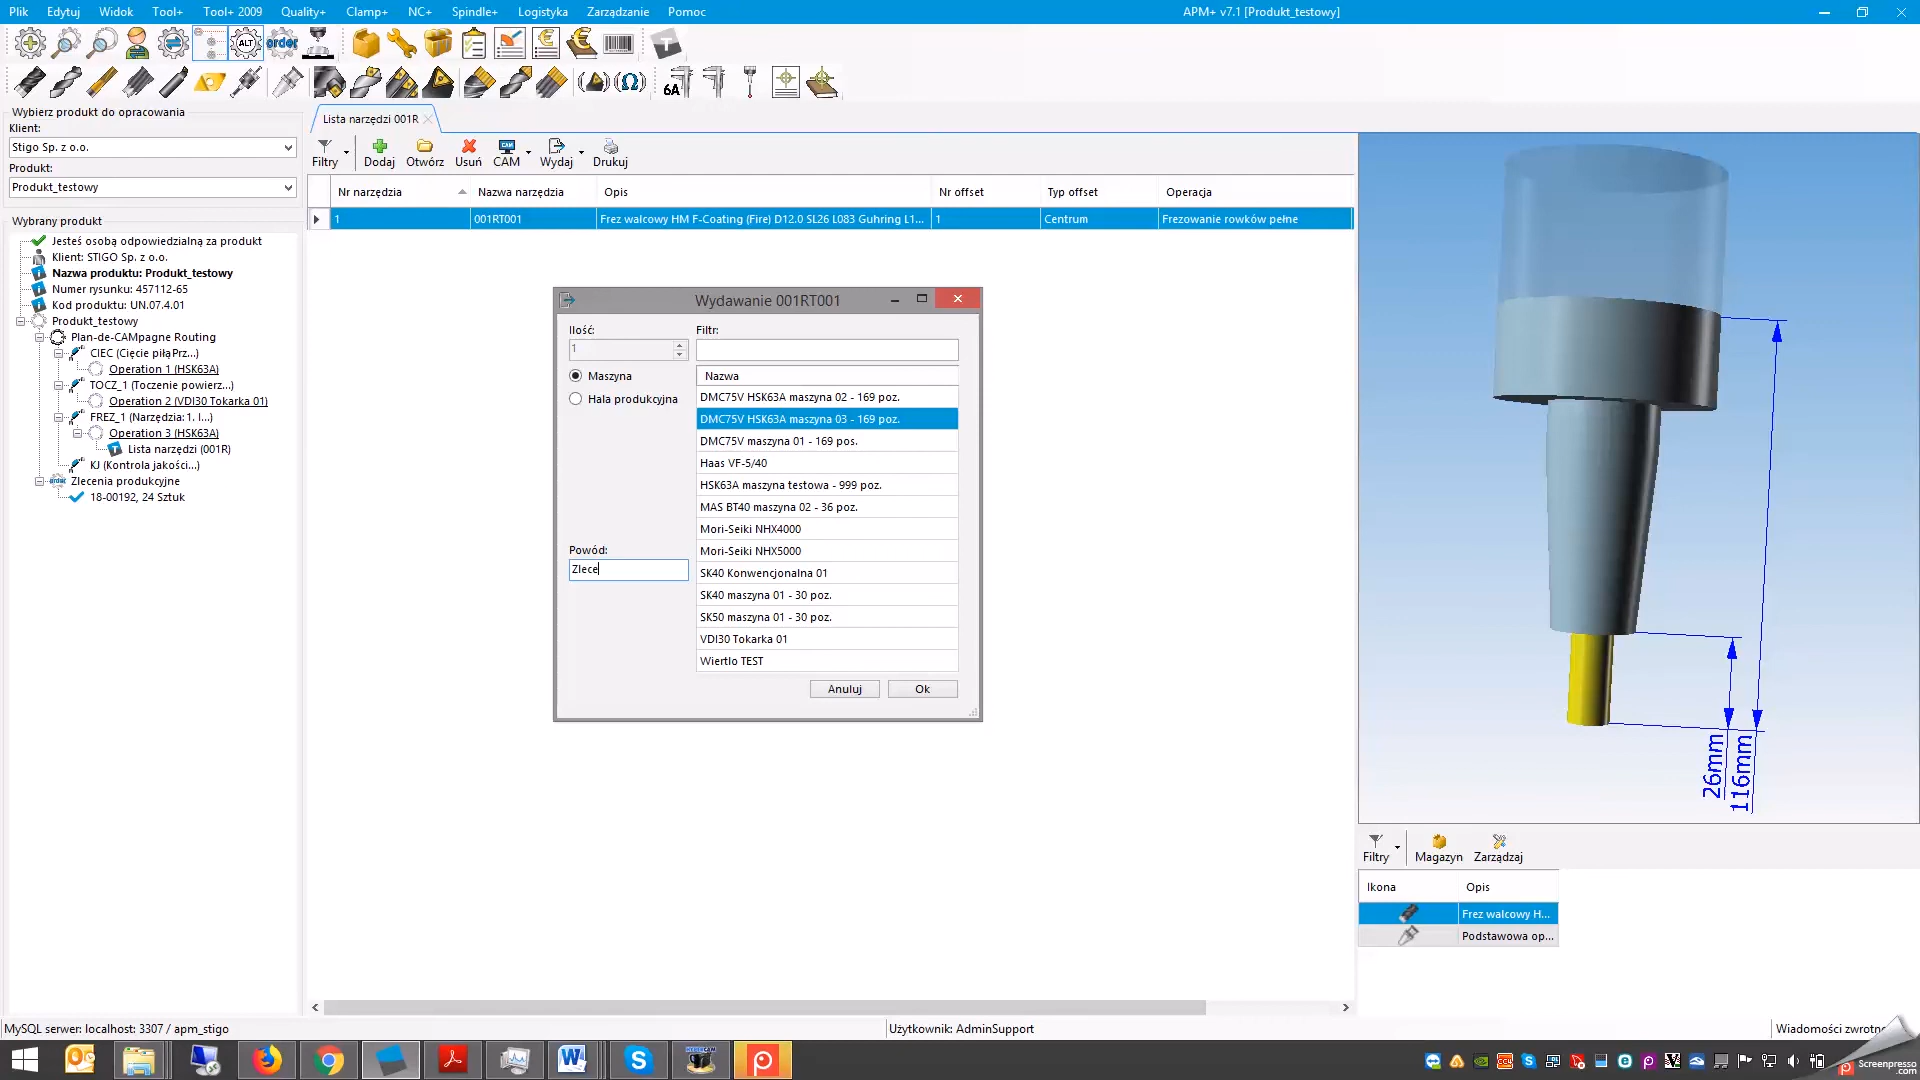 Plik Edytuj Widok Tool+ Tool+ 2009 Quality+ Clamp+ NC+ Spindle+ Logistyka Zarządzanie Pomoc
APM+ v7.1 [Produkt_testowy]
ALT order
6A
T
Wybierz produkt do opracowania
Klient:
Stigo Sp. z o.o.
Produkt:
Produkt_testowy
Wybrany produkt
Jesteś osobą odpowiedzialną za produkt
Klient: STIGO Sp. z o.o.
Nazwa produktu: Produkt_testowy
Numer rysunku: 457112-65
Kod produktu: UN.07.4.01
Produkt_testowy
Plan-de-CAMpagne Routing
CIEC (Cięcie piłąPrz...)
Operation 1 (HSK63A)
TOCZ_1 (Toczenie powierz...)
Operation 2 (VDI30 Tokarka 01)
FREZ_1 (Narzędzia: 1. I...)
Operation 3 (HSK63A)
Lista narzędzi (001R)
KJ (Kontrola jakości...)
Zlecenia produkcyjne
18-00192, 24 Sztuk
Lista narzędzi 001R
Filtry Dodaj Otwórz Usuń CAM Wydaj Drukuj
Nr narzędzia Nazwa narzędzia Opis Nr offset Typ offset Operacja
1 001RT001 Frez walcowy HM F-Coating (Fire) D12.0 SL26 L083 Guhring L1... 1 Centrum Frezowanie rowków pełne
Wydawanie 001RT001
Ilość:
1
Maszyna
Hala produkcyjna
Powód:
Zlece
Filtr:
Nazwa
DMC75V HSK63A maszyna 02 - 169 poz.
DMC75V HSK63A maszyna 03 - 169 poz.
DMC75V maszyna 01 - 169 pos.
Haas VF-5/40
HSK63A maszyna testowa - 999 poz.
MAS BT40 maszyna 02 - 36 poz.
Mori-Seiki NHX4000
Mori-Seiki NHX5000
SK40 Konwencjonalna 01
SK40 maszyna 01 - 30 poz.
SK50 maszyna 01 - 30 poz.
VDI30 Tokarka 01
Wiertlo TEST
Anuluj Ok
26mm
116mm
Filtry Magazyn Zarządzaj
Ikona Opis
Frez walcowy H...
Podstawowa op...
MySQL serwer: localhost: 3307 / apm_stigo
Użytkownik: AdminSupport
Wiadomości zwrotne
Screenpresso
.com